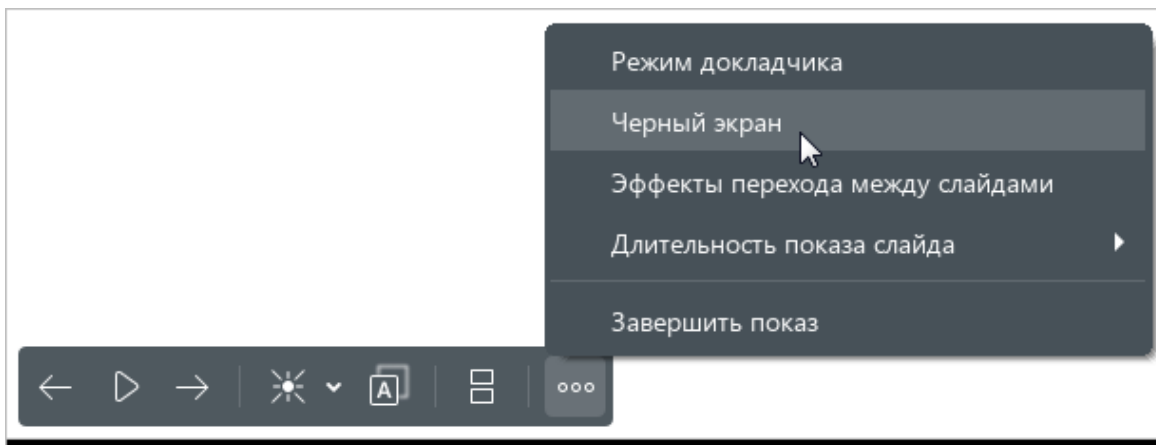 Режим докладчика
Черный экран
Эффекты перехода между слайдами
Длительность показа слайда
Завершить показ
A